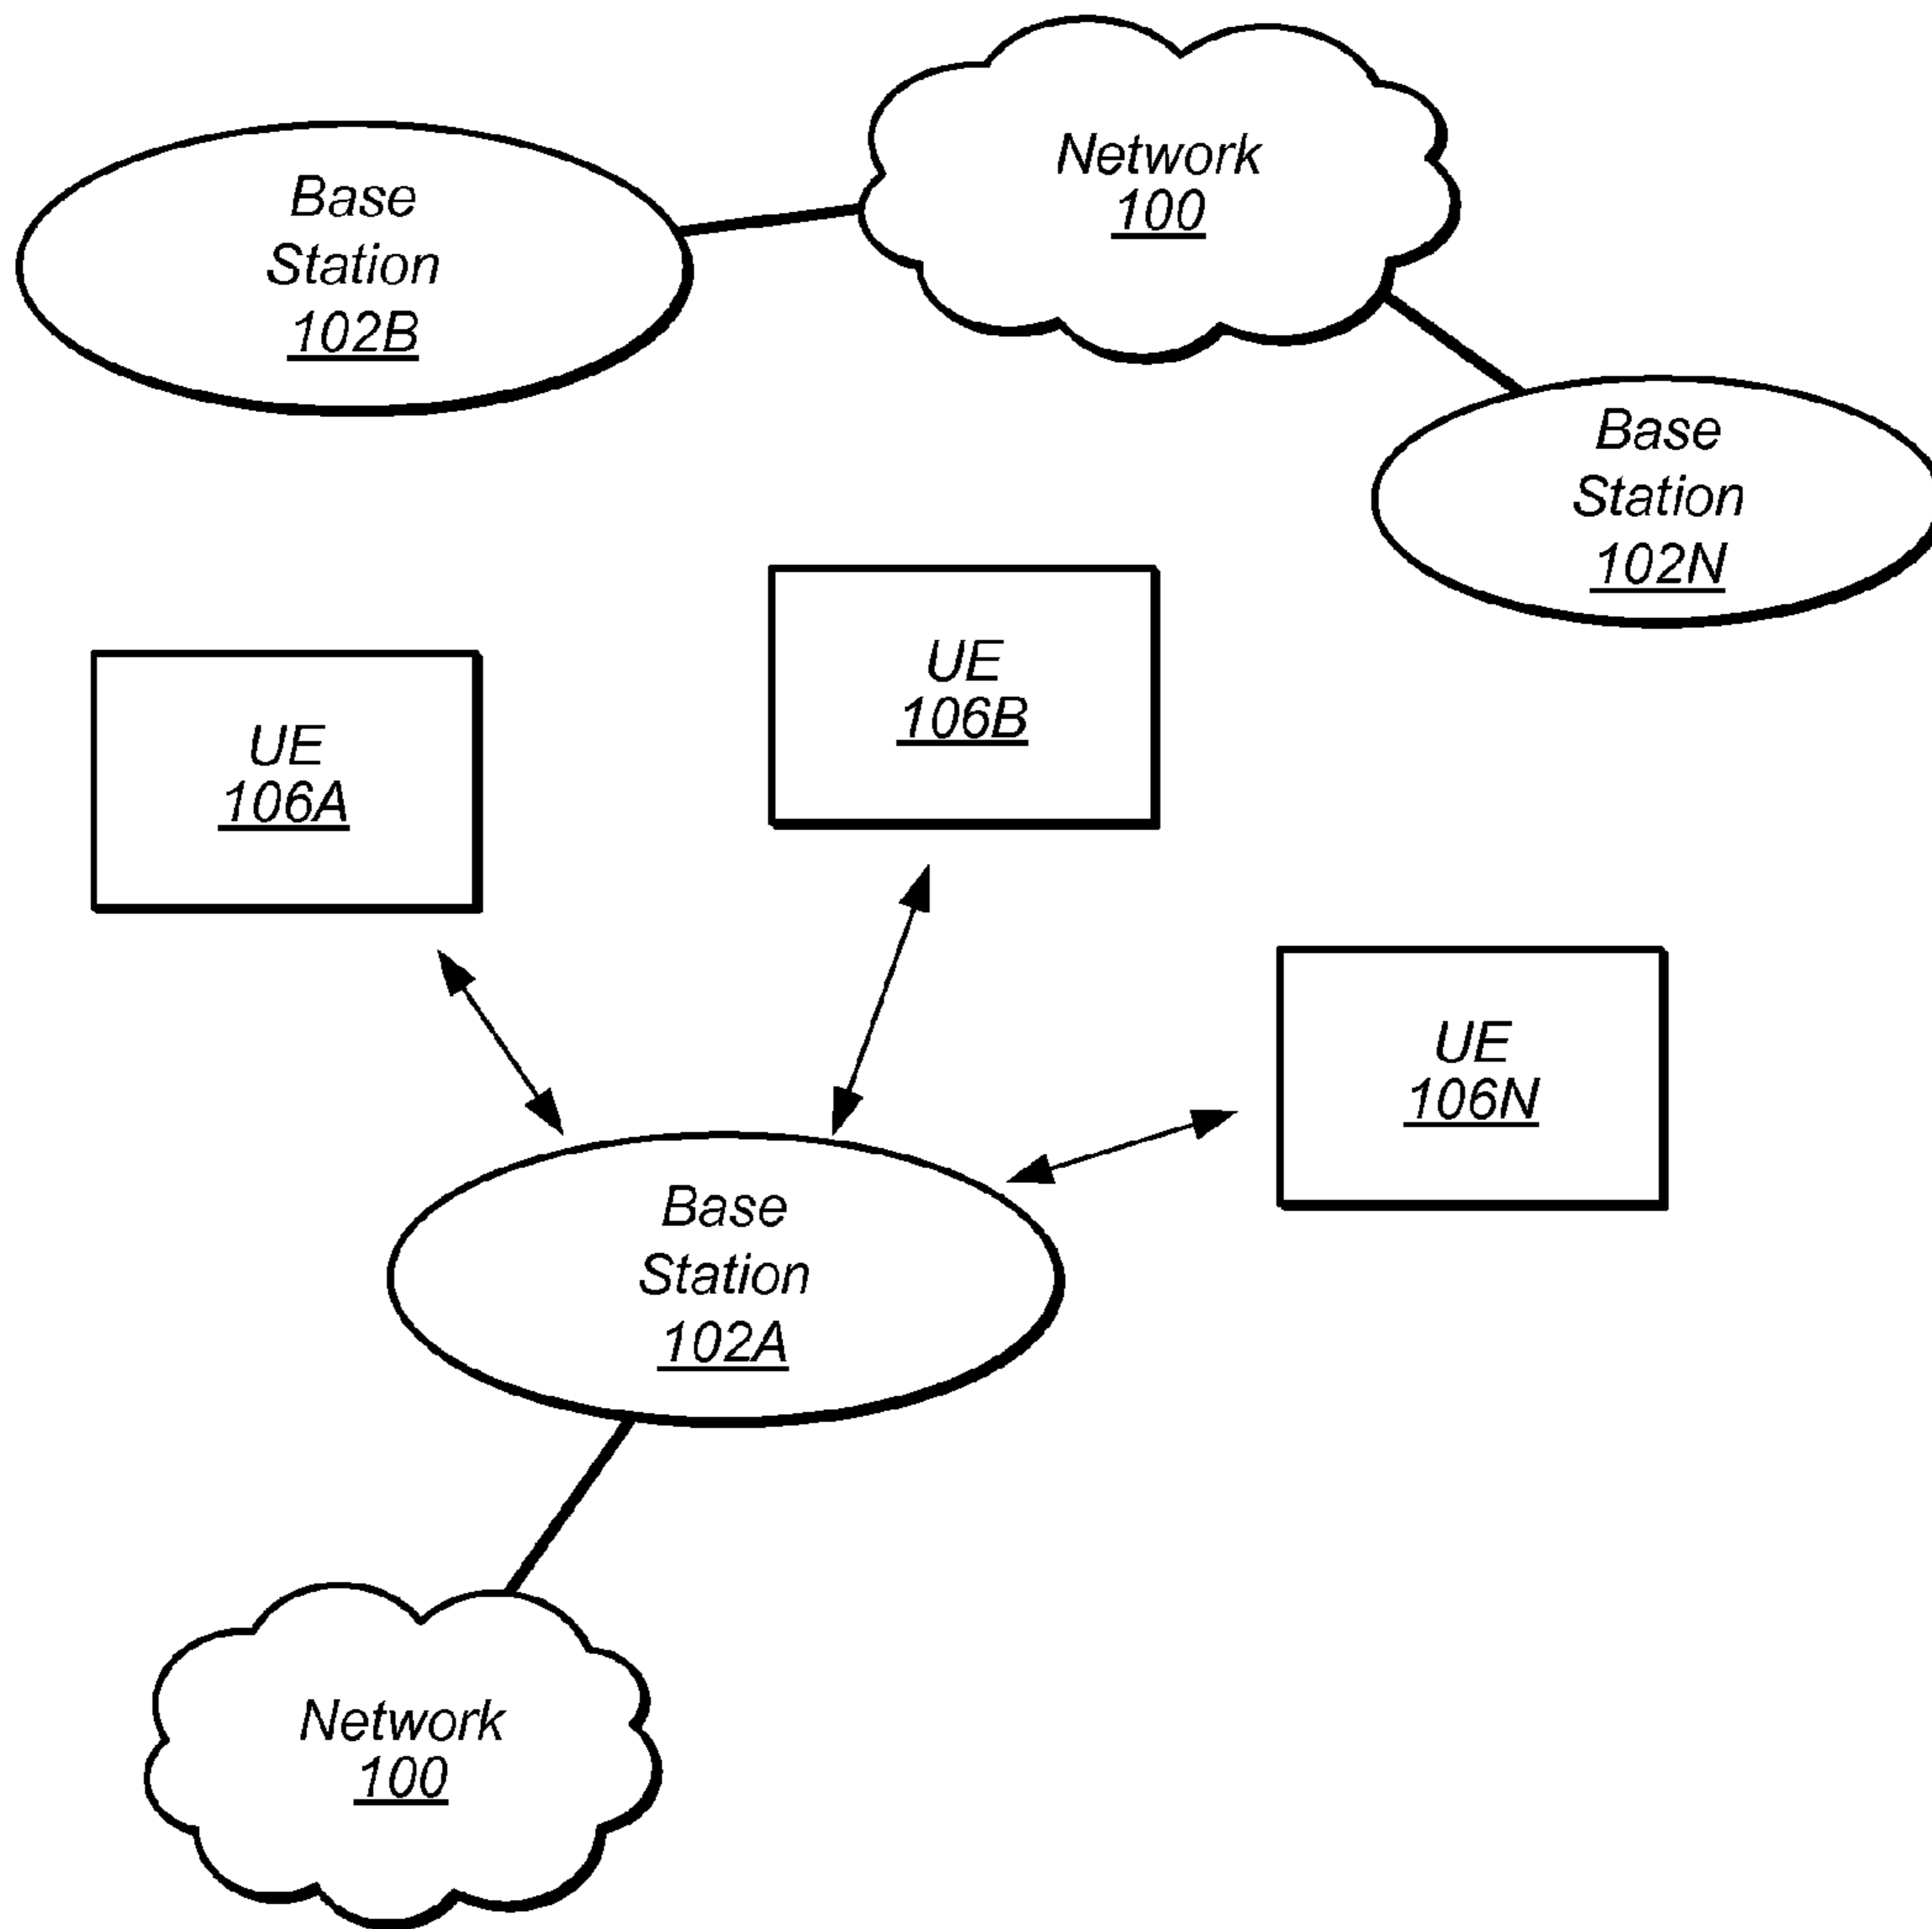 Network
100
Base
Station
102B
Base
Station
102N
UE
106B
UE
106A
UE
106N
Base
Station
102A
Network
100